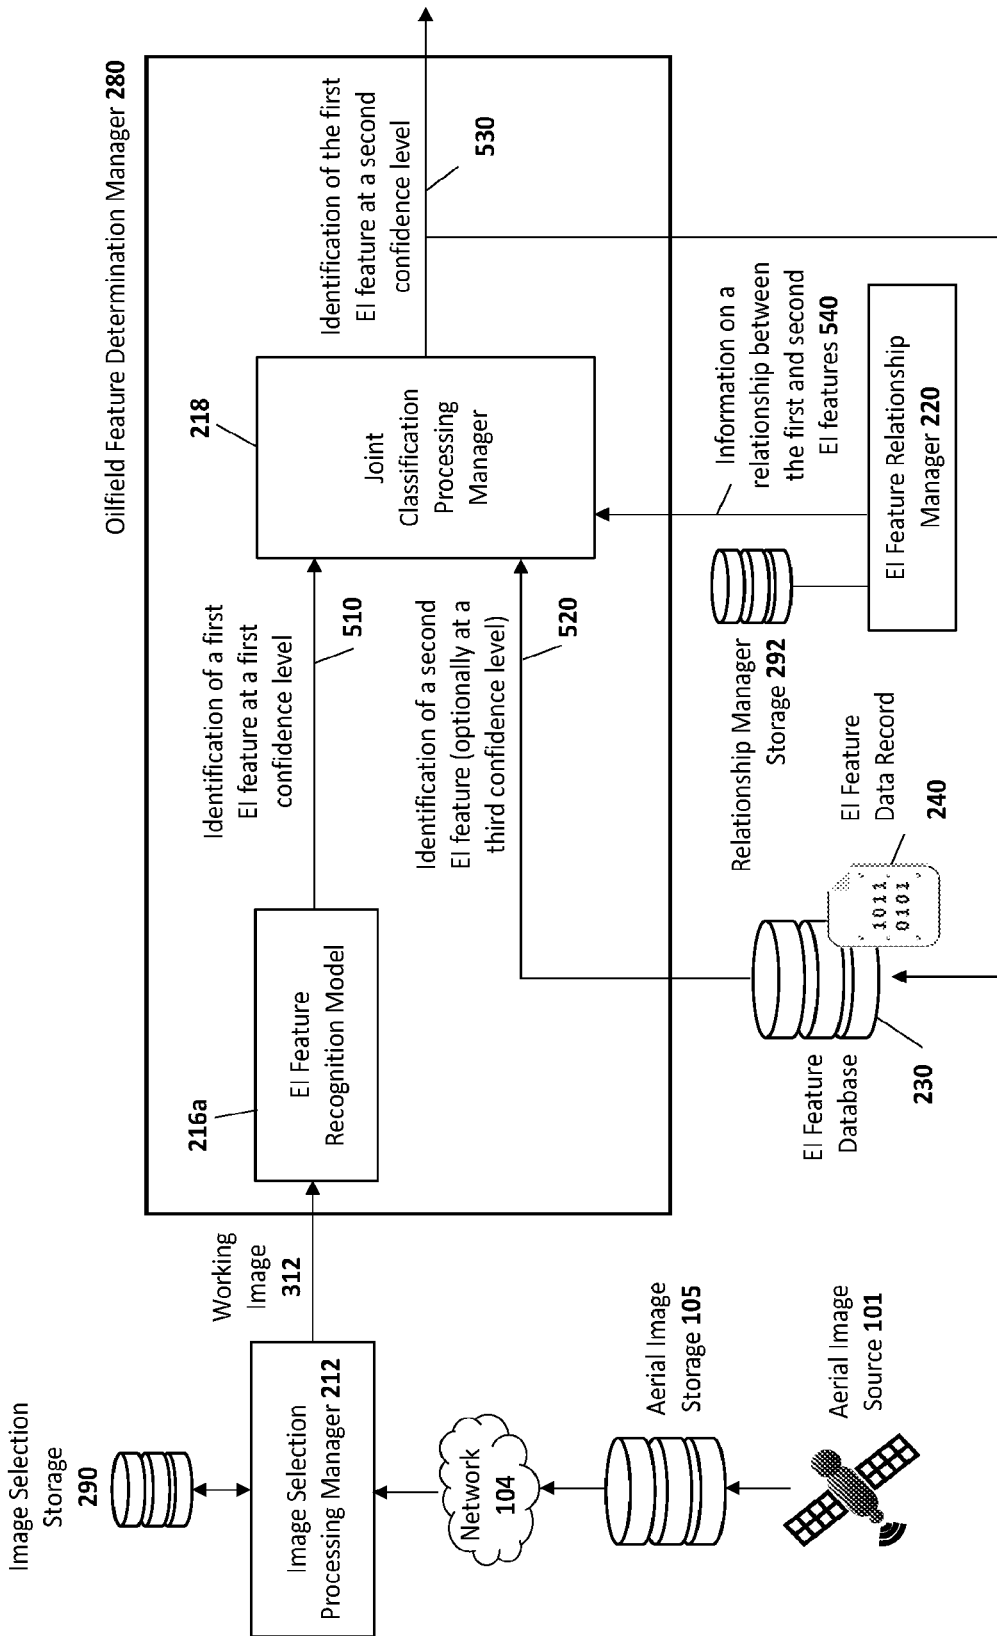 Oilfield Feature Determination Manager 280
Image Selection
Storage
290
Image Selection
Processing Manager 212
Working
Image
312
216a
EI Feature
Recognition Model
Identification of a first
EI feature at a first
confidence level
510
218
Joint
Classification
Processing
Manager
Identification of the first
EI feature at a second
confidence level
530
Identification of a second
EI feature (optionally at a
third confidence level)
520
Network
104
Aerial Image
Storage 105
Aerial Image
Source 101
EI Feature
Database
230
1011
0101
EI Feature
Data Record
240
Relationship Manager
Storage 292
Information on a
relationship between
the first and second
EI features 540
EI Feature Relationship
Manager 220